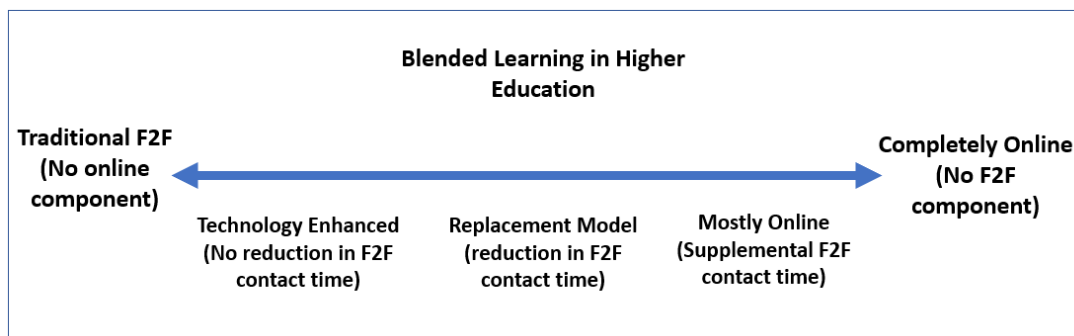 Blended Learning in Higher
Education
Traditional F2F
(No online
component)
Completely Online
(No F2F
component)
Technology Enhanced
(No reduction in F2F
contact time)
Replacement Model
(reduction in F2F
contact time)
Mostly Online
(Supplemental F2F
contact time)